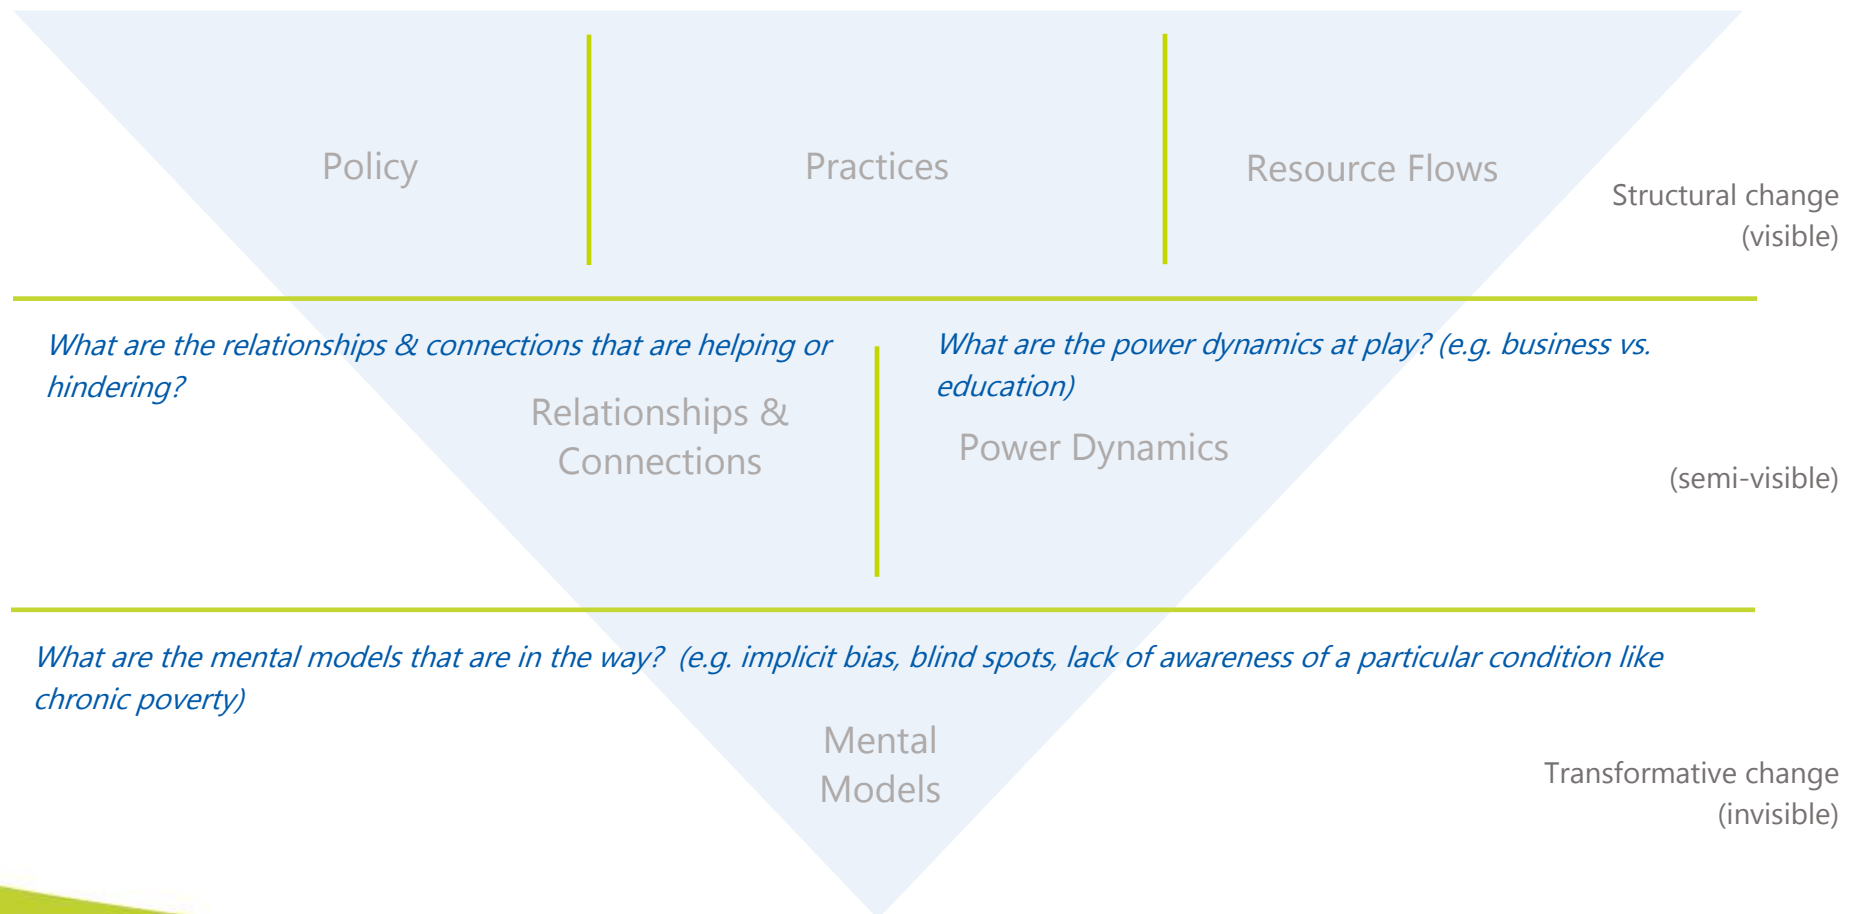 Policy
Practices
Resource Flows
Structural change
(visible)
What are the relationships & connections that are helping or
hindering?
Relationships &
Connections
What are the power dynamics at play? (e.g. business vs.
education)
Power Dynamics
(semi-visible)
What are the mental models that are in the way?  (e.g. implicit bias, blind spots, lack of awareness of a particular condition like
chronic poverty)
Mental
Models
Transformative change
(invisible)